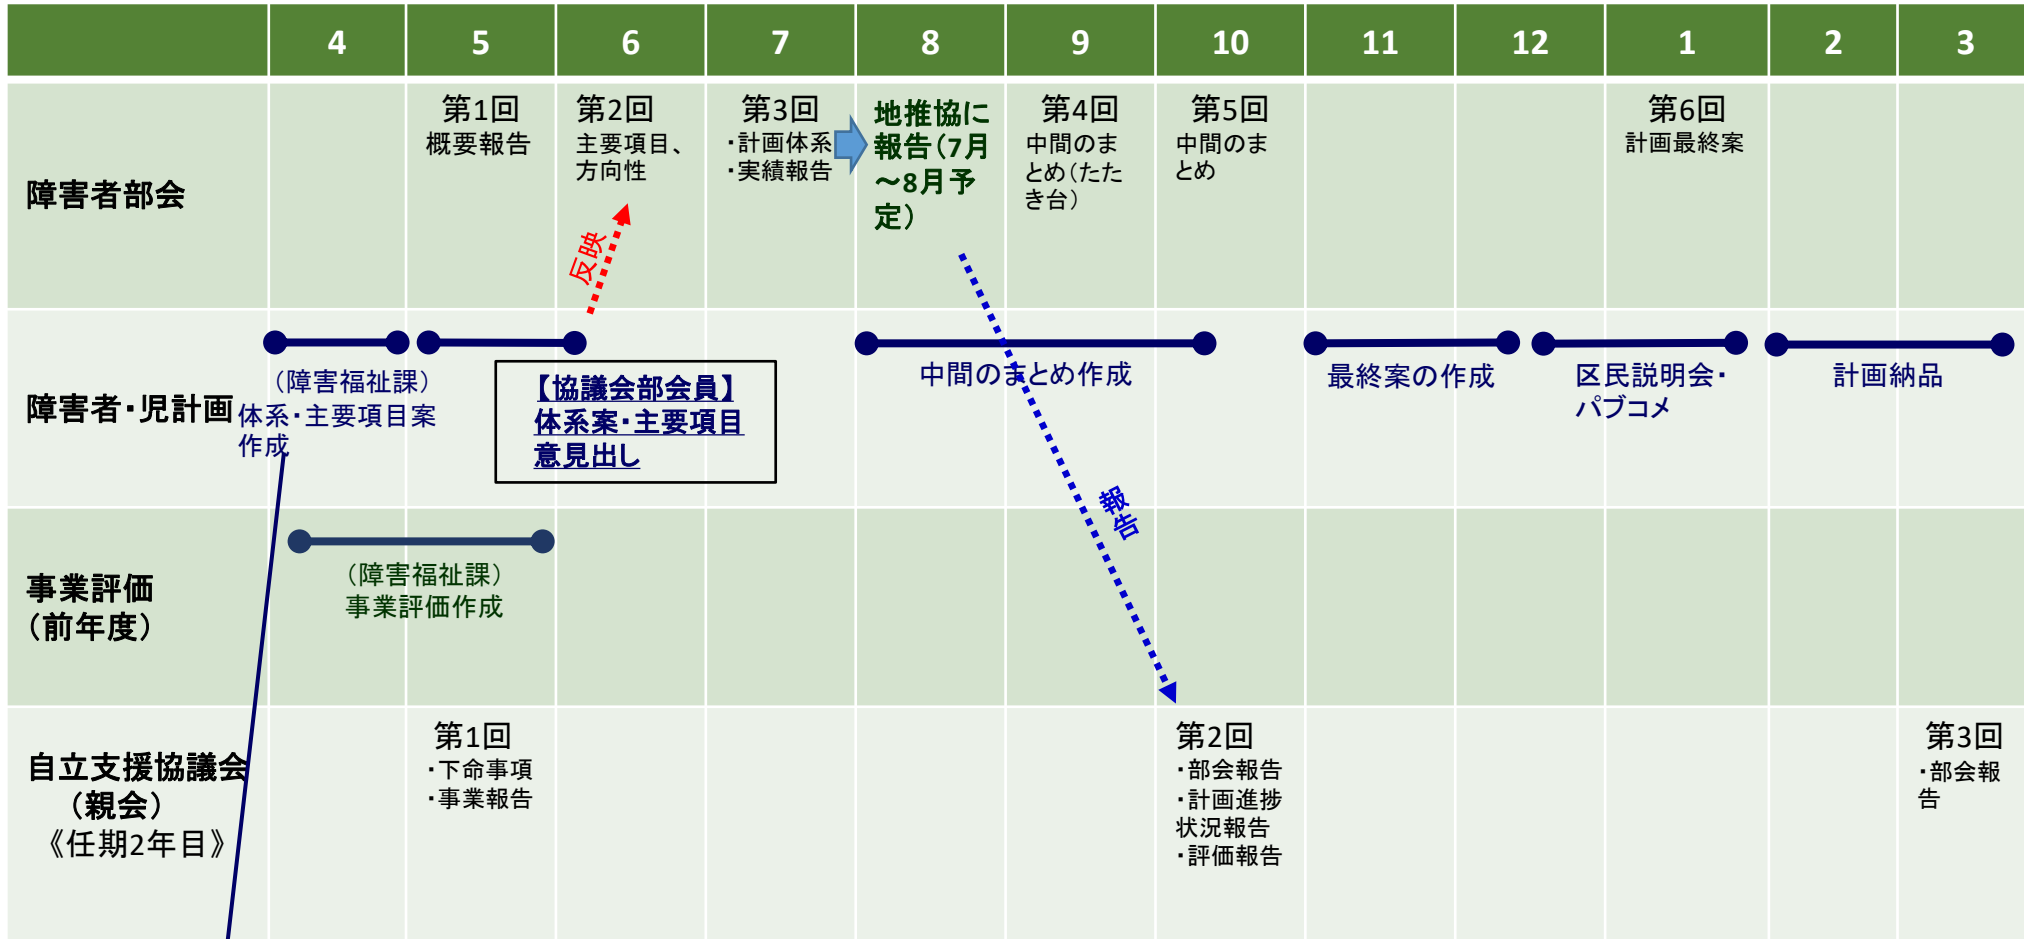 4 5 6 7 8 9 10 11 12 1 2 3
障害者部会
第1回
概要報告
第2回
主要項目、
方向性
第3回
・計画体系
・実績報告
地推協に
報告（7月
～8月予
定）
第4回
中間のま
とめ（たた
き台）
第5回
中間のま
とめ
第6回
計画最終案
反映
障害者・児計画
（障害福祉課）
体系・主要項目案
作成
【協議会部会員】
体系案・主要項目
意見出し
中間のまとめ作成
最終案の作成
区民説明会・
パブコメ
計画納品
報告
事業評価
（前年度）
（障害福祉課）
事業評価作成
自立支援協議会
（親会）
《任期2年目》
第1回
・下命事項
・事業報告
第2回
・部会報告
・計画進捗
状況報告
・評価報告
第3回
・部会報
告